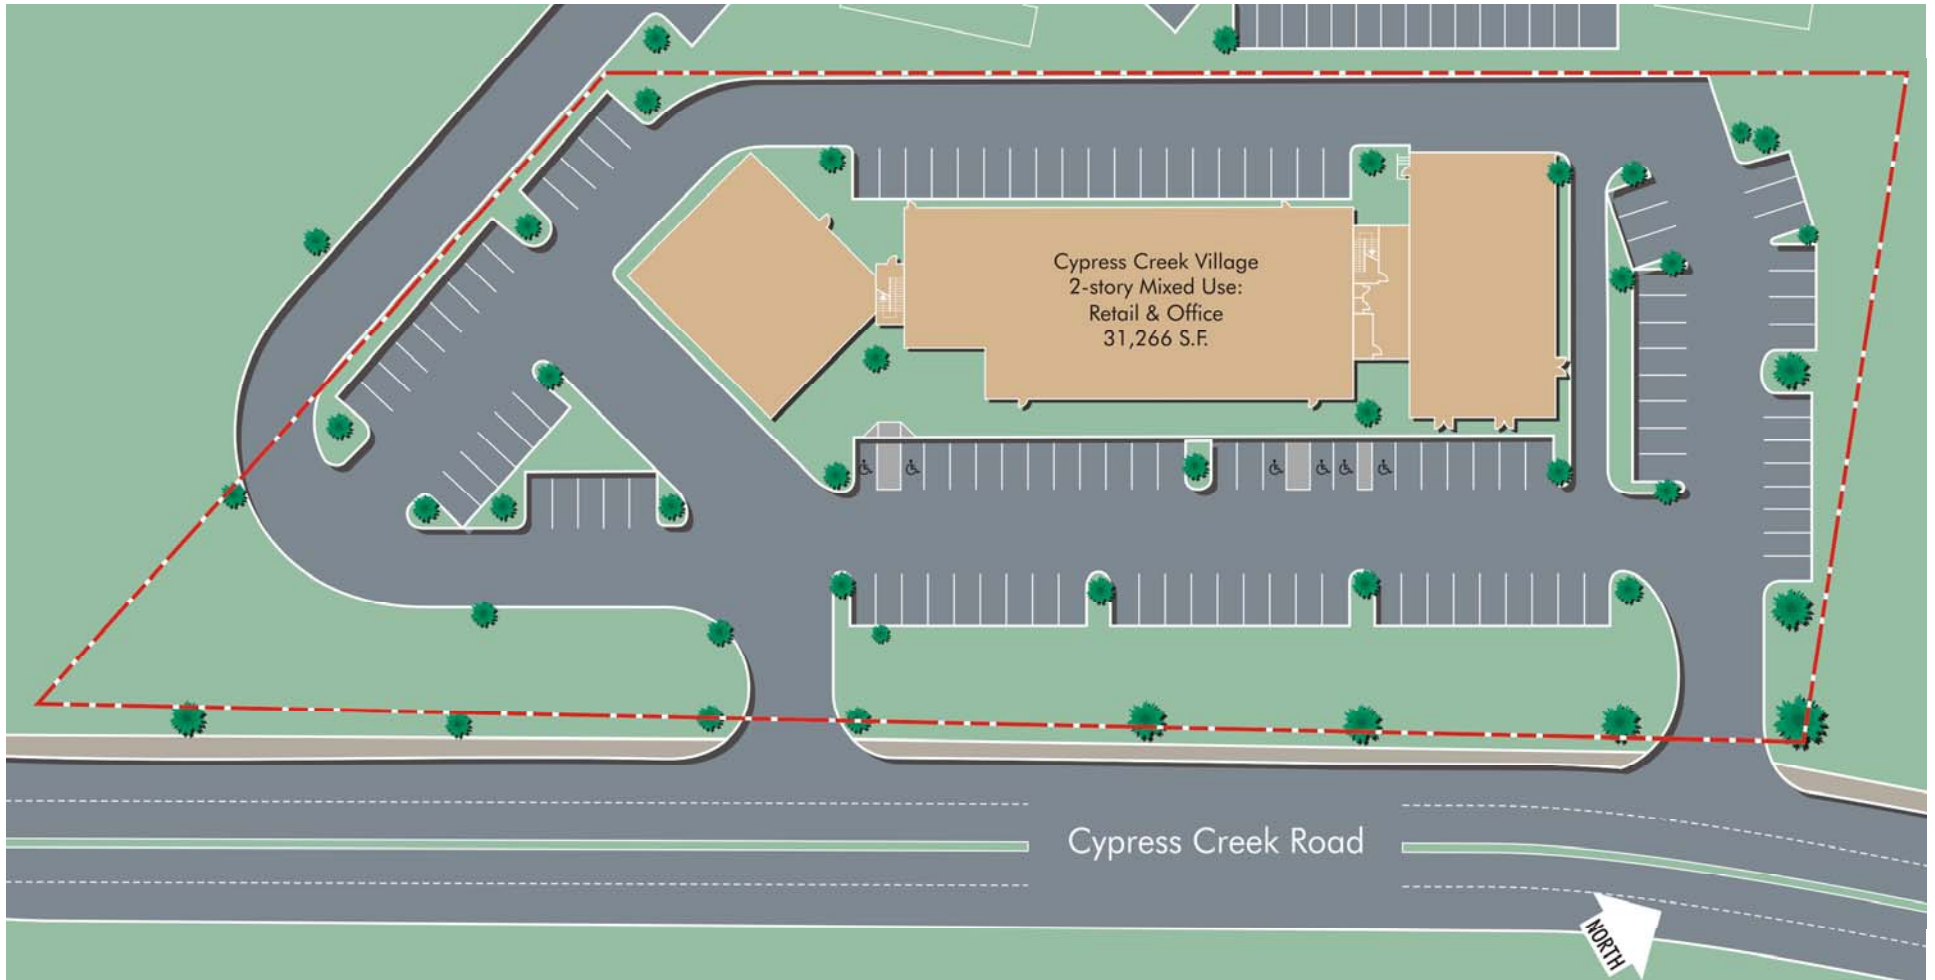 Cypress Creek Village
2-story Mixed Use:
Retail & Office
31,266 S.F.
Cypress Creek Road
NORTH